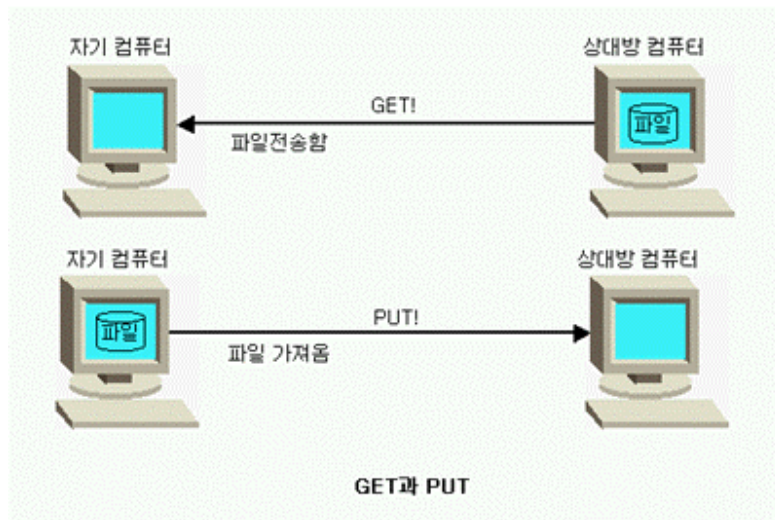 자기 컴퓨터
상대방 컴퓨터
GET!
파일
파일전송함
자기 컴퓨터
상대방 컴퓨터
파일
PUT!
파일 가져옴
GET과 PUT